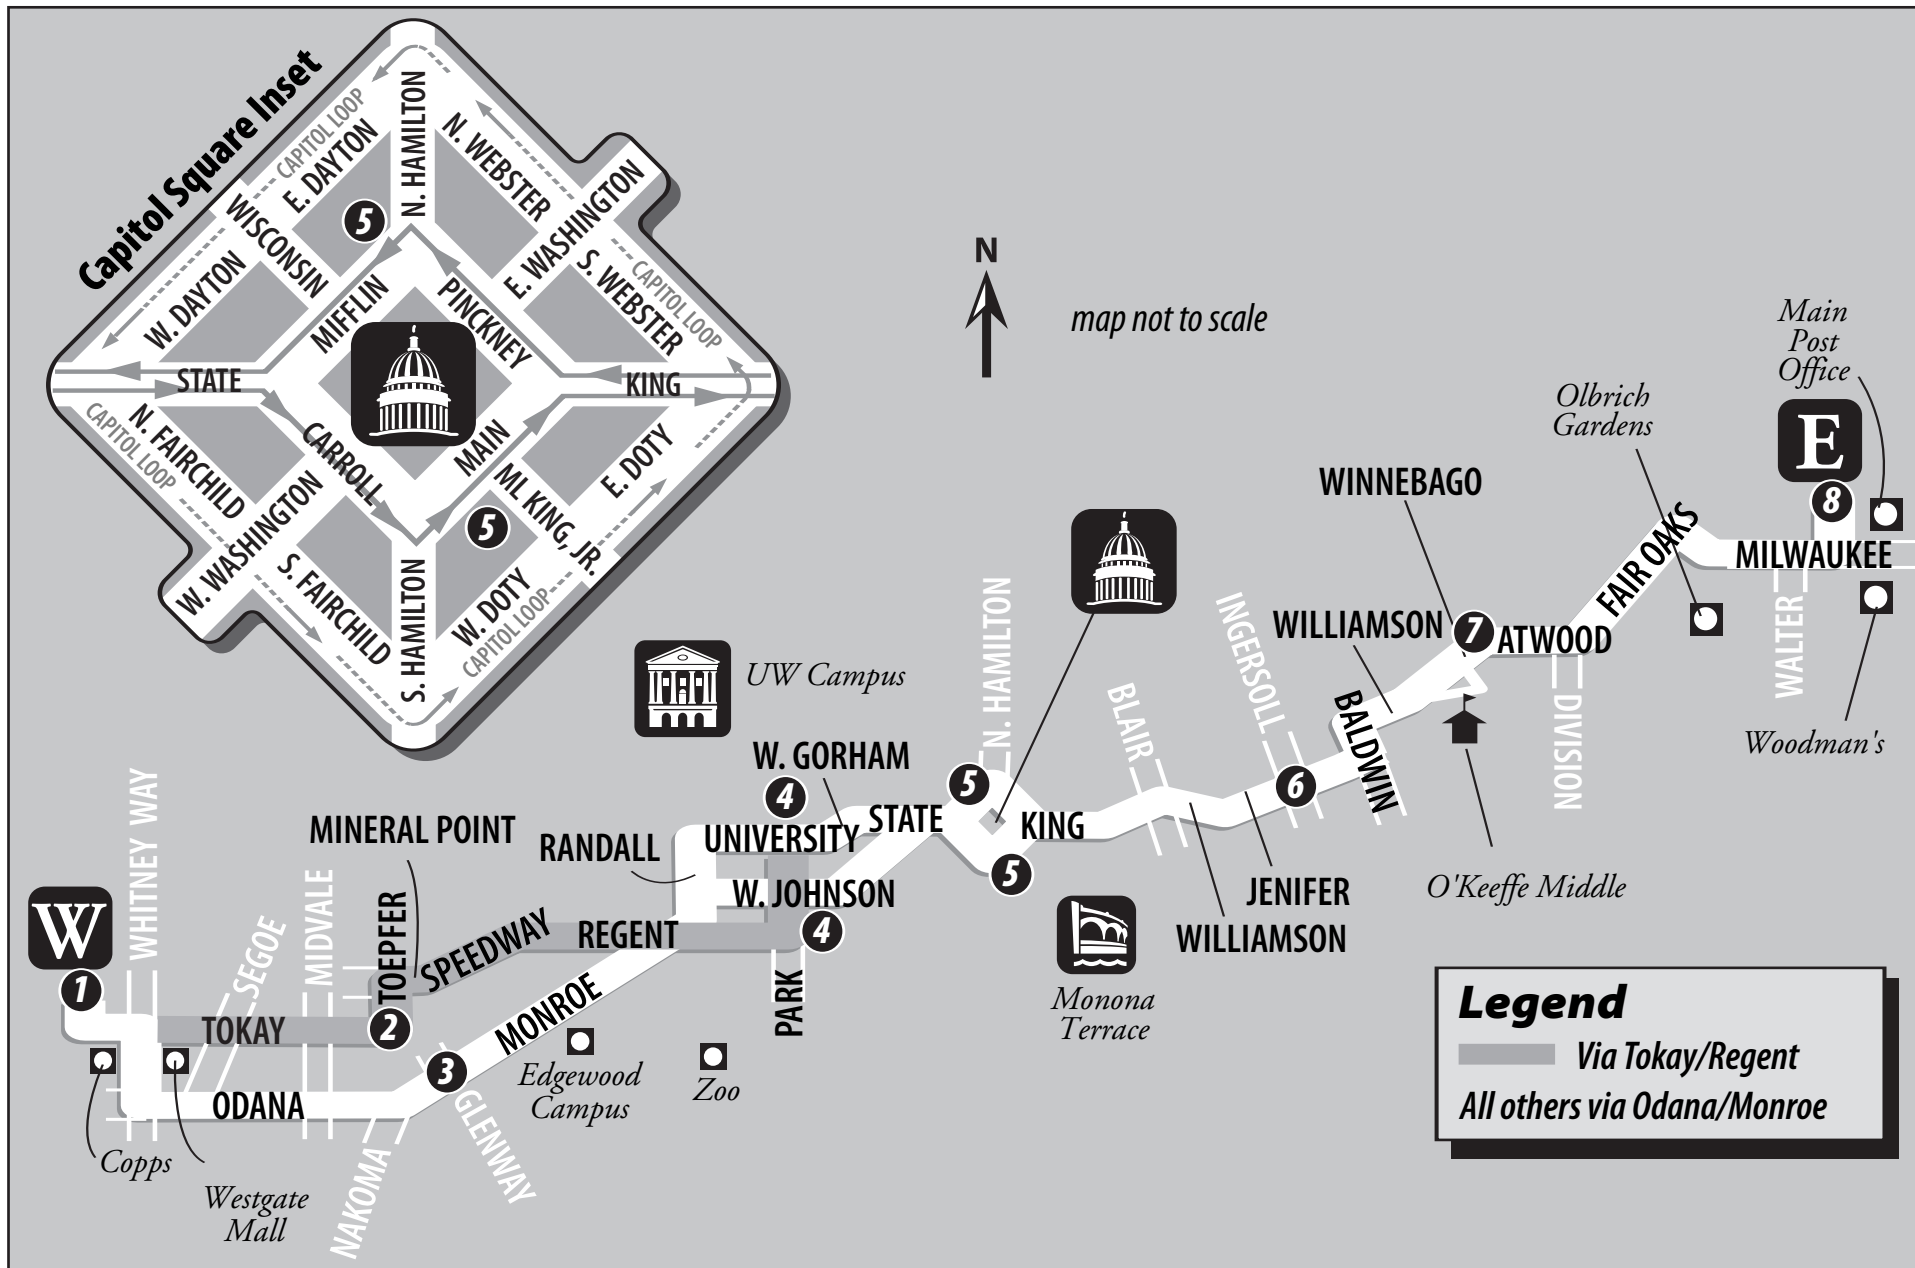 Capitol Square Inset
CAPITOL LOOP
E. DAYTON
N. HAMILTON
N. WEBSTER
E. WASHINGTON
WISCONSIN
5
W. DAYTON
MIFFLIN
PINCKNEY
S. WEBSTER
CAPITOL LOOP
STATE
KING
N. FAIRCHILD
CAPITOL LOOP
CARROLL
MAIN
E. DOTY
W. WASHINGTON
5
ML KING, JR.
S. FAIRCHILD
S. HAMILTON
W. DOTY
CAPITOL LOOP
N
map not to scale
Main
Post
Office
Olbrich
Gardens
E
8
WINNEBAGO
FAIR OAKS
MILWAUKEE
WILLIAMSON
7
ATWOOD
WALTER
DIVISION
Woodman's
INGERSOLL
BALDWIN
BLAIR
N. HAMILTON
UW Campus
W. GORHAM
4
5
6
STATE
KING
UNIVERSITY
MINERAL POINT
RANDALL
W. JOHNSON
5
JENIFER
WILLIAMSON
O'Keeffe Middle
WHITNEY WAY
W
1
SEGOE
MIDVALE
TOEPFER
SPEEDWAY
REGENT
4
PARK
TOKAY
2
MONROE
3
Edgewood
Campus
Zoo
Monona
Terrace
ODANA
GLENWAY
NAKOMA
Copps
Westgate
Mall
Legend
Via Tokay/Regent
All others via Odana/Monroe